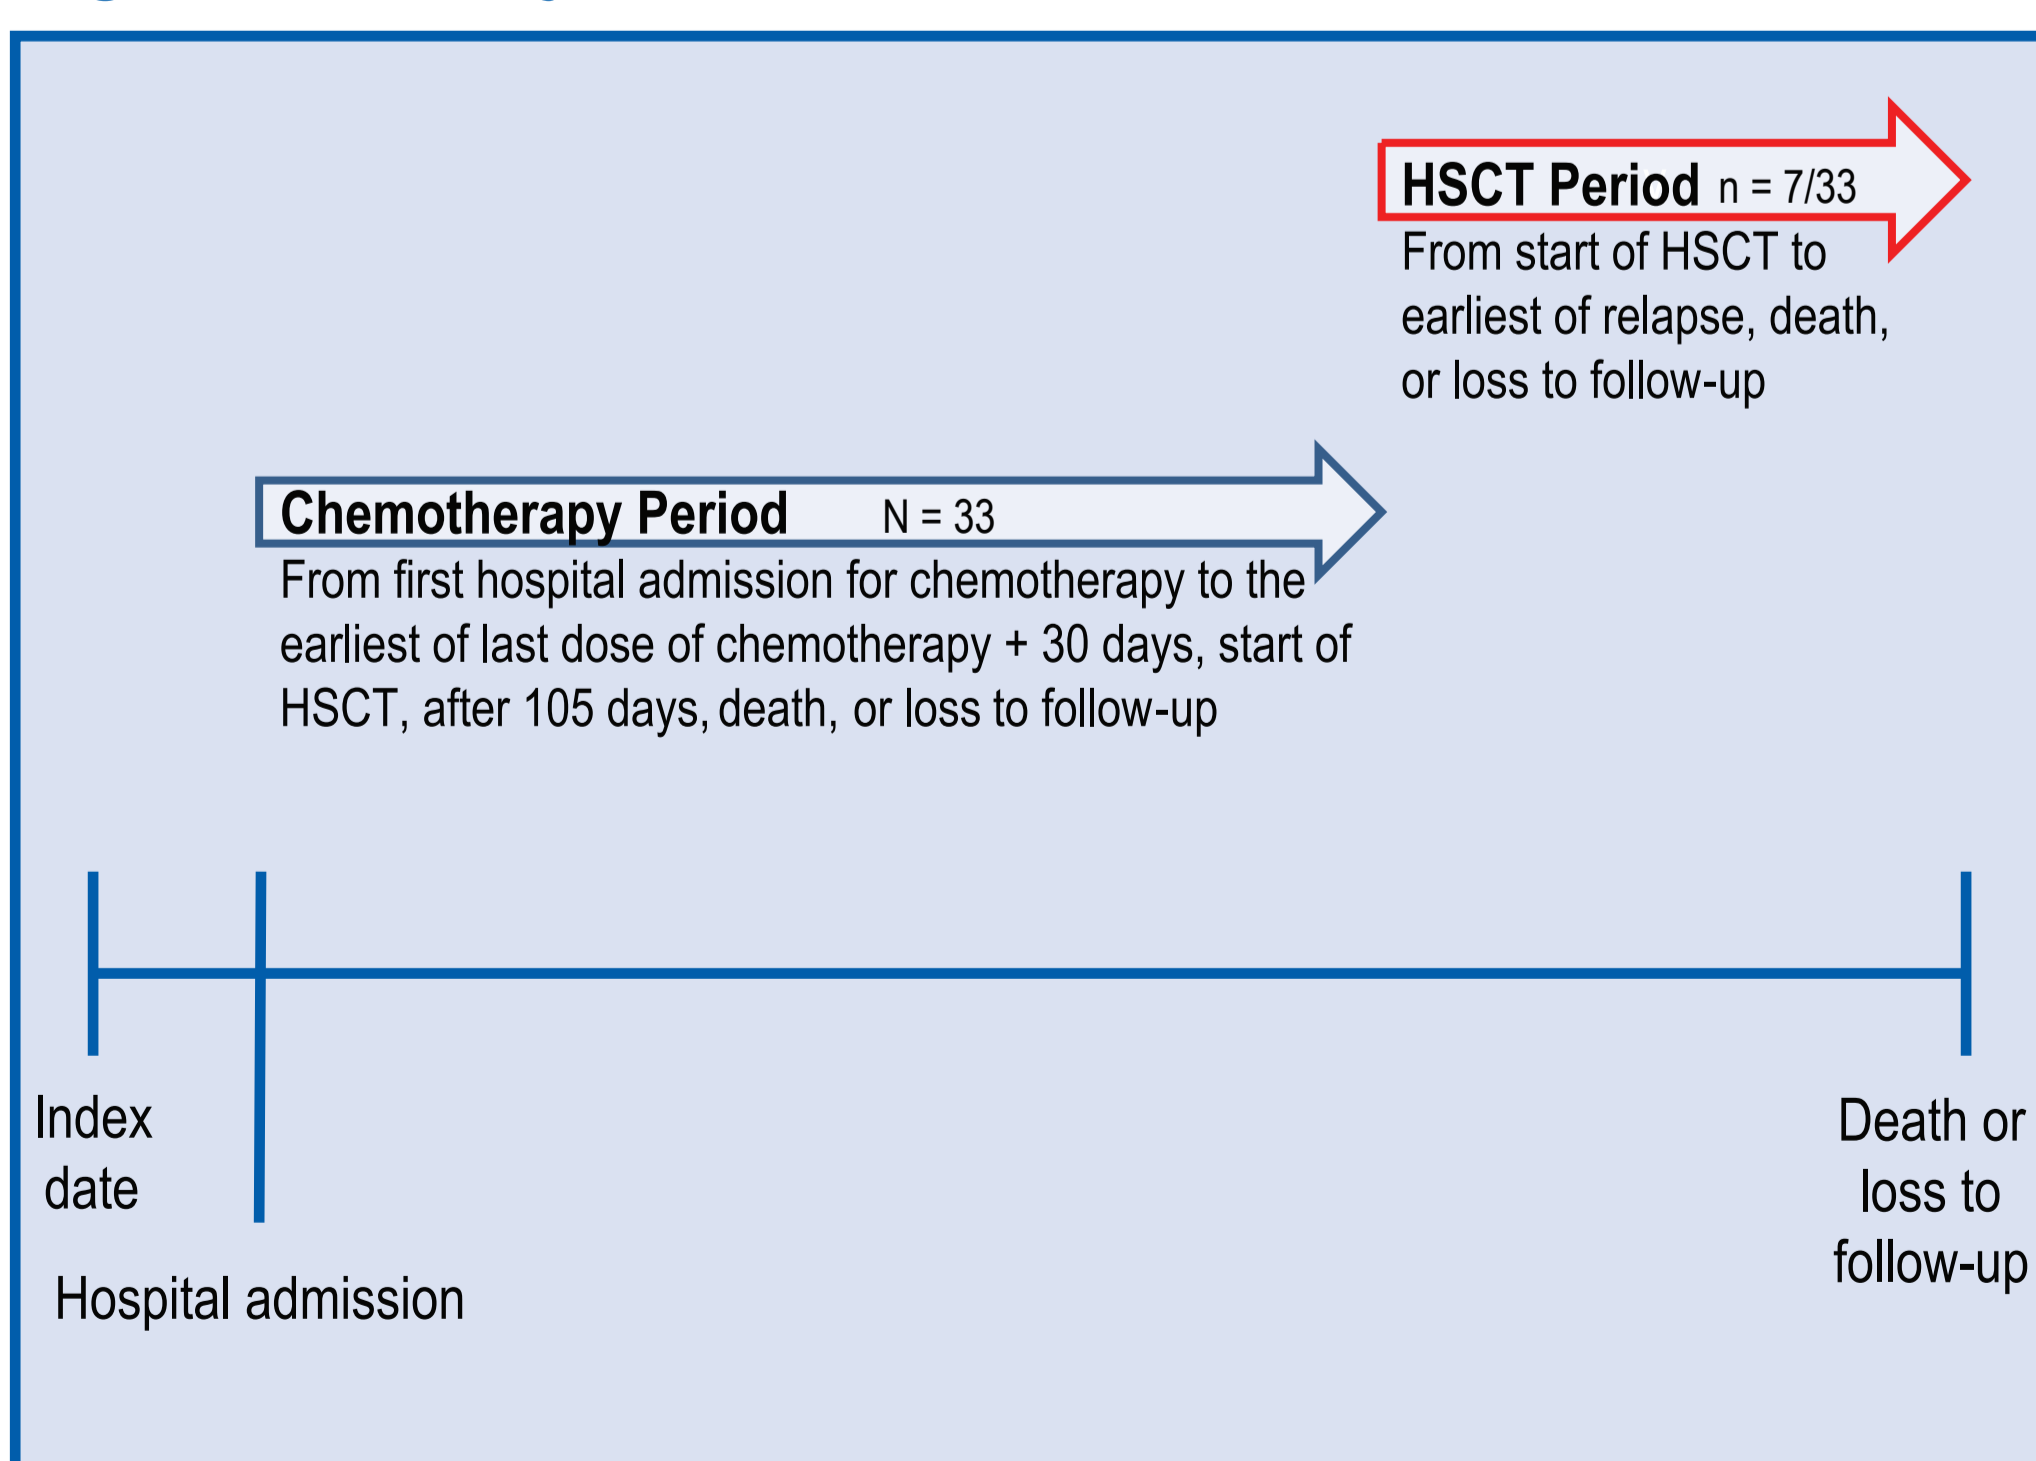 HSCT Period n = 7/33
From start of HSCT to
earliest of relapse, death,
or loss to follow-up
Chemotherapy Period N = 33
From first hospital admission for chemotherapy to the
earliest of last dose of chemotherapy + 30 days, start of
HSCT, after 105 days, death, or loss to follow-up
Index
date
Hospital admission
Death or
loss to
follow-up